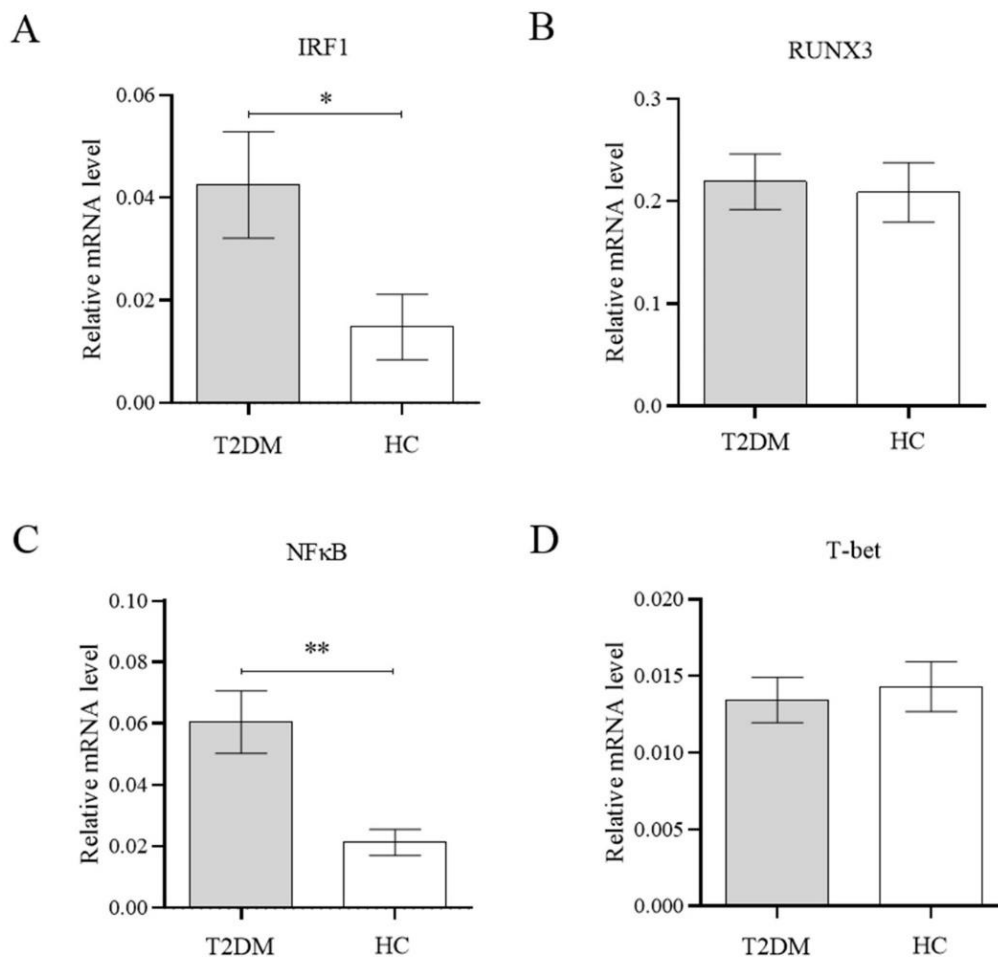 A
IRF1
Relative mRNA level
0.06
0.04
0.02
0.00
*
T2DM
HC
B
RUNX3
Relative mRNA level
0.3
0.2
0.1
0.0
T2DM
HC
C
NFκB
Relative mRNA level
0.10
0.08
0.06
0.04
0.02
0.00
**
T2DM
HC
D
T-bet
Relative mRNA level
0.020
0.015
0.010
0.005
0.000
T2DM
HC